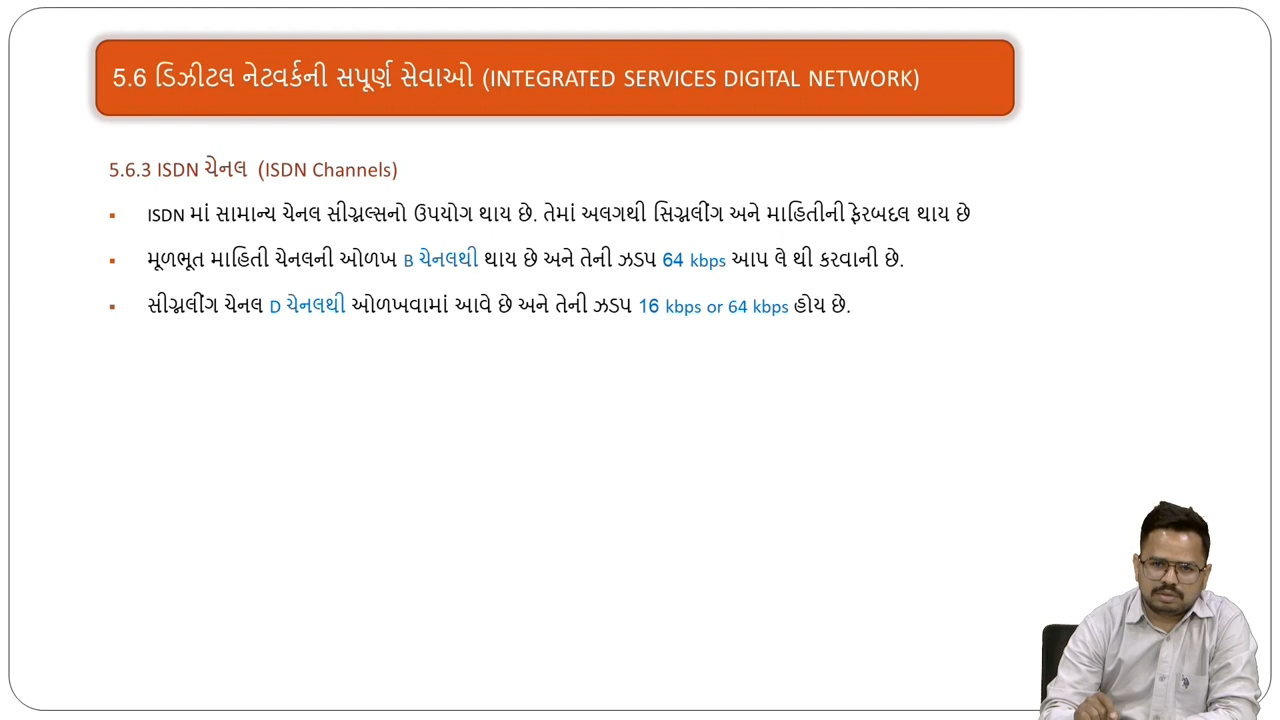 5.6 ડિઝીટલ નેટવર્કની સપૂર્ણ સેવાઓ (INTEGRATED SERVICES DIGITAL NETWORK)
5.6.3 ISDN ચેનલ (ISDN Channels)
▪ ISDN માં સામાન્ય ચેનલ સીગ્નલ્સનો ઉપયોગ થાય છે. તેમાં અલગથી સિગ્નલીંગ અને માહિતીની ફેરબદલ થાય છે
▪ મૂળભૂત માહિતી ચેનલની ઓળખ B ચેનલથી થાય છે અને તેની ઝડપ 64 kbps આપ લે થી કરવાની છે.
▪ સીગ્નલીંગ ચેનલ D ચેનલથી ઓળખવામાં આવે છે અને તેની ઝડપ 16 kbps or 64 kbps હોય છે.